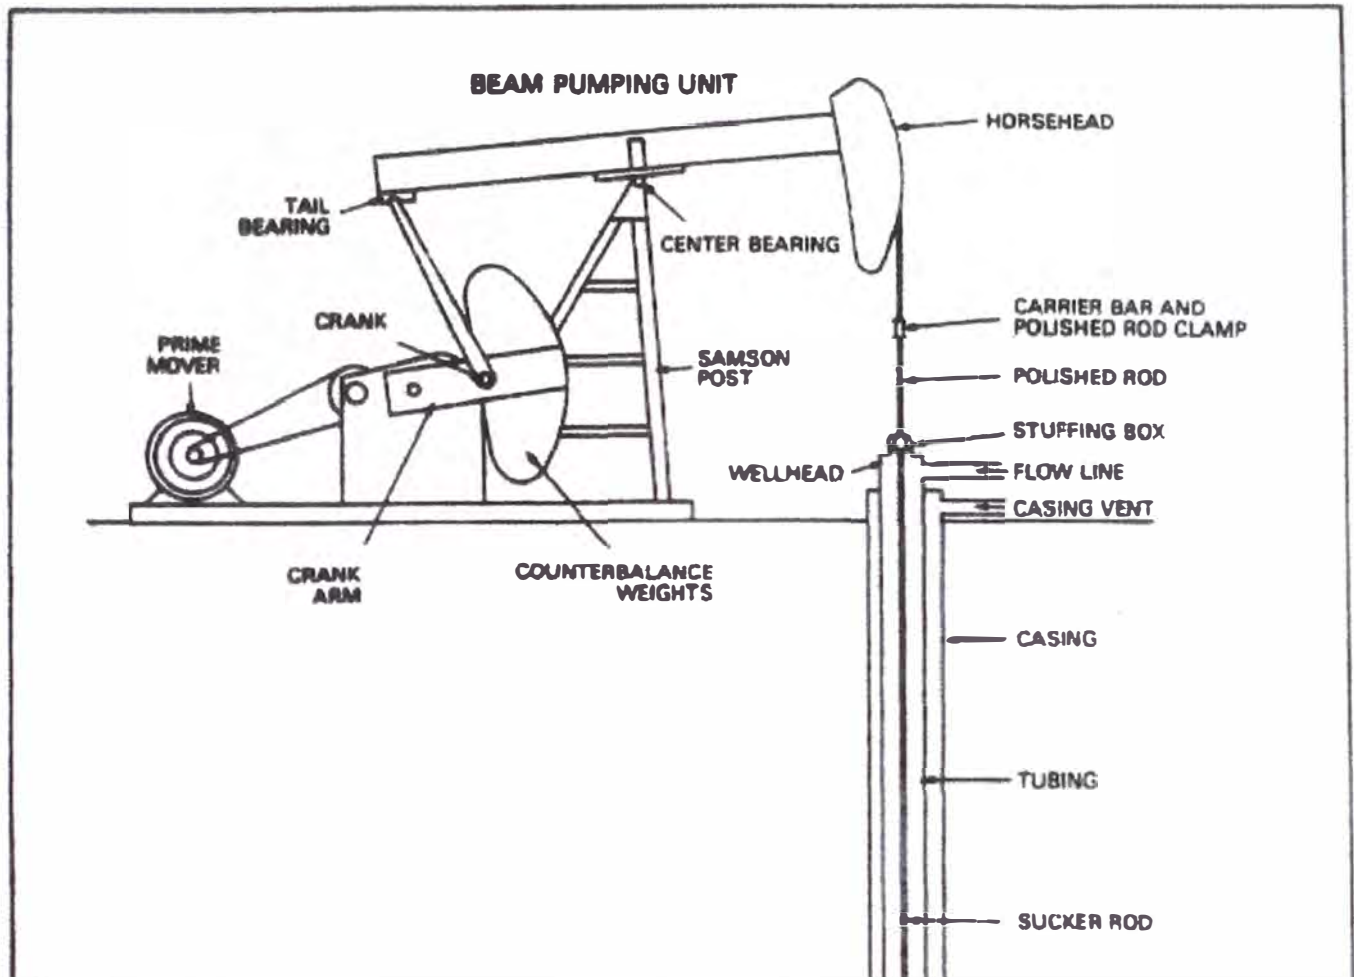 BEAM PUMPING UNIT
HORSEHEAD
TAIL
BEARING
CENTER BEARING
CARRIER BAR AND
POLISHED ROD CLAMP
CRANK
PRIME
MOVER
SAMSON
POST
POLISHED ROD
STUFFING BOX
WELLHEAD
FLOW LINE
CASING VENT
CRANK
ARM
COUNTERBALANCE
WEIGHTS
CASING
TUBING
SUCKER ROD